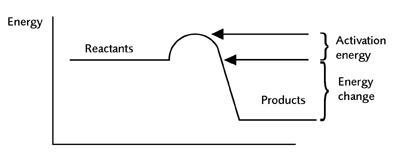 Energy
Reactants
Activation
energy
Energy
change
Products